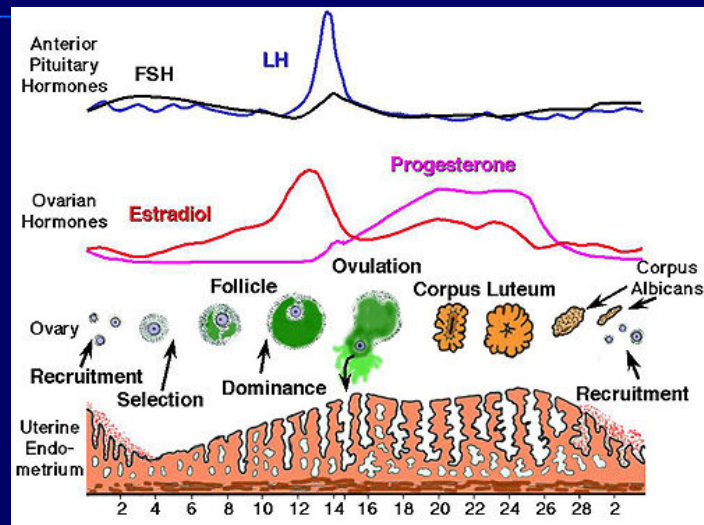 Anterior
Pituitary
Hormones
FSH
LH
Ovarian
Hormones
Estradiol
Progesterone
Ovary
Recruitment
Selection
Follicle
Dominance
Ovulation
Corpus Luteum
Corpus
Albicans
Recruitment
Uterine
Endo-
metrium
2 4 6 8 10 12 14 16 18 20 22 24 26 28 2